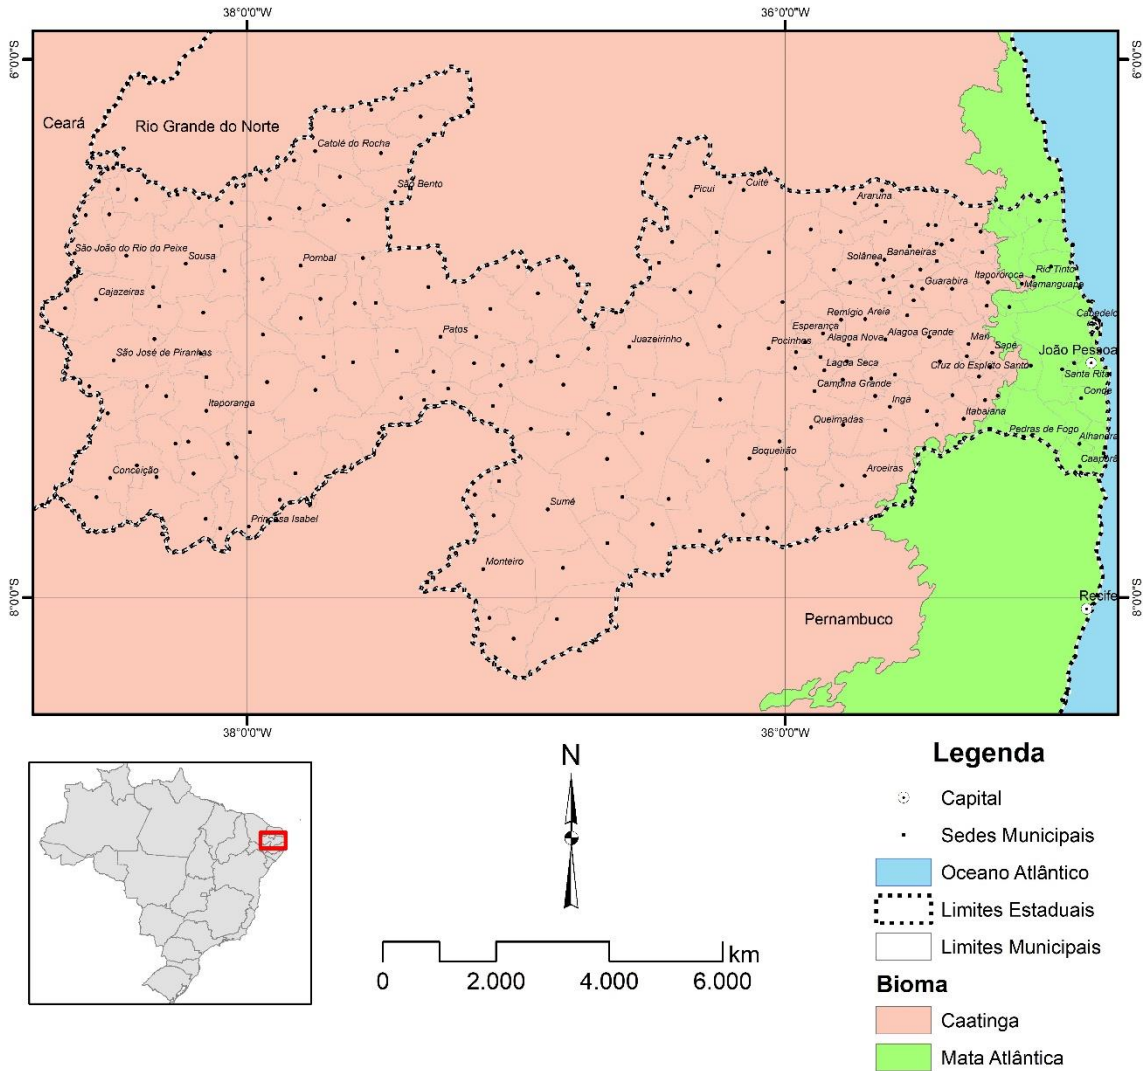 38°0'0"W
36°0'0"W
6°0'0"S
6°0'0"S
Ceará
Rio Grande do Norte
Catolé do Rocha
São Bento
Picuí
Cuité
Araruna
São João do Rio do Peixe
Sousa
Pombal
Solânea
Bananeiras
Cajazeiras
Guarabira
Itapororoca
Rio Tinto
Mamanguape
Patos
Juazeirinho
Remígio
Areia
Esperança
Pocinhos
Alagoa Nova
Alagoa Grande
Cabedelo
São José de Piranhas
Lagoa Seca
Mari
Sapé
João Pessoa
Cruz do Espírito Santo
Santa Rita
Campina Grande
Conde
Itaporanga
Ingá
Queimadas
Itabaiana
Pedras de Fogo
Alhandra
Conceição
Boqueirão
Aroeiras
Caaporã
Princesa Isabel
Sumé
Monteiro
8°0'0"S
8°0'0"S
Recife
Pernambuco
38°0'0"W
36°0'0"W
N
km
0
2.000
4.000
6.000
Legenda
Capital
Sedes Municipais
Oceano Atlântico
Limites Estaduais
Limites Municipais
Bioma
Caatinga
Mata Atlântica